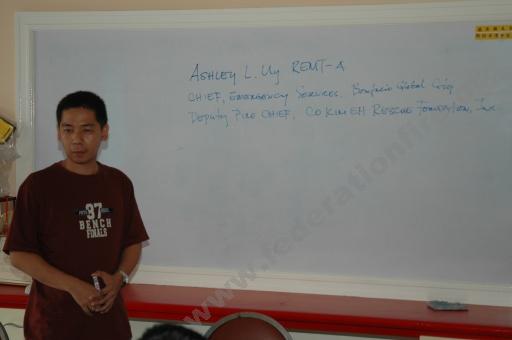 ASHLEY L. Uy REMT-A
CHIEF, EMERGENCY SERVICES. Bonifacio Global City
DEPUTY FIRE CHIEF, CO KIM EH RESCUE FOUNDATION, Inc.
97
BENCH
FINALS